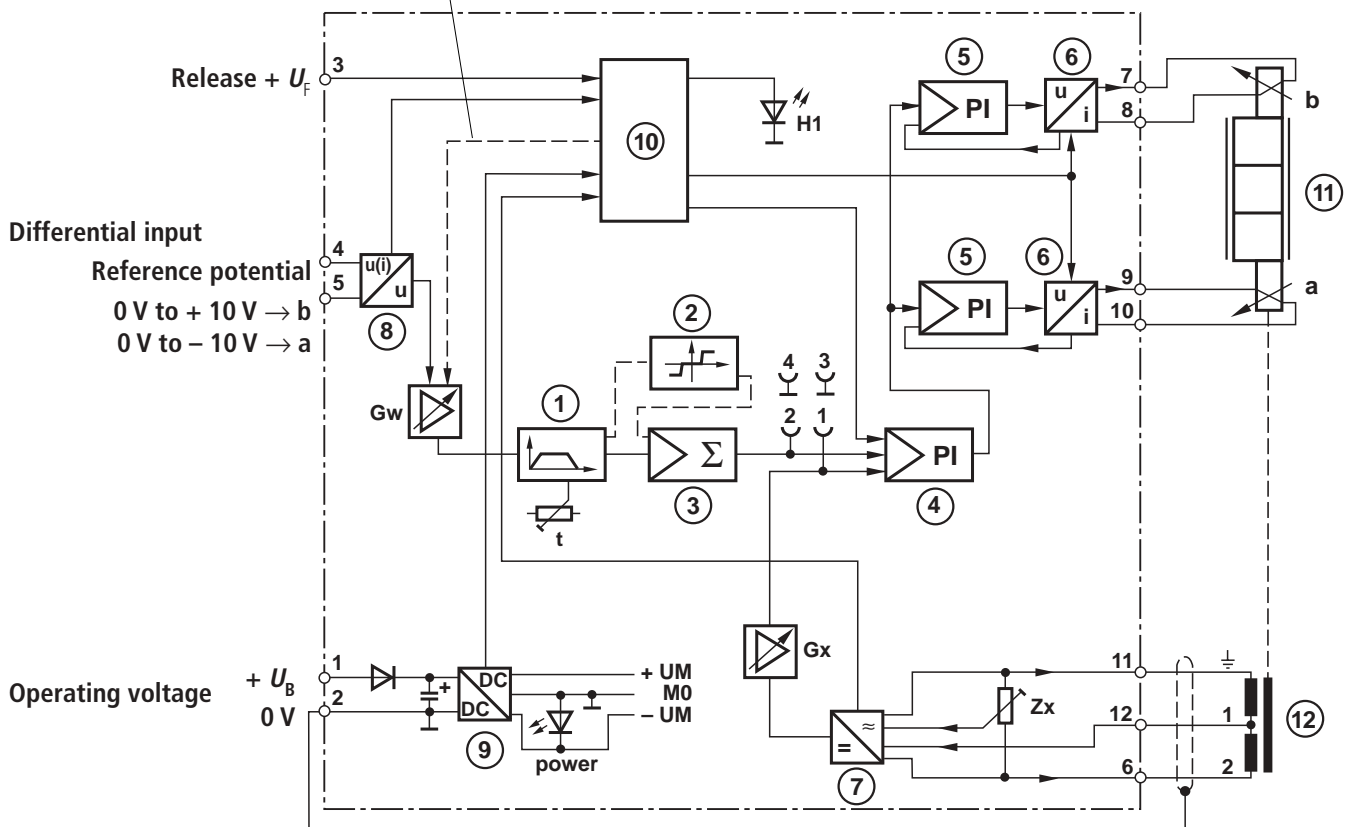 Release + UF
3
10
H1
5
PI
6
u
i
7
8
b
11
Differential input
4
Reference potential
5
0 V to + 10 V → b
0 V to – 10 V → a
u(i)
u
8
5
PI
6
u
i
9
10
a
2
4
3
2
1
Gw
1
t
Σ
3
PI
4
Gx
Operating voltage
+ UB
1
0 V
2
+
DC
DC
9
+ UM
M0
– UM
power
≈
=
7
Zx
11
12
6
1
2
12